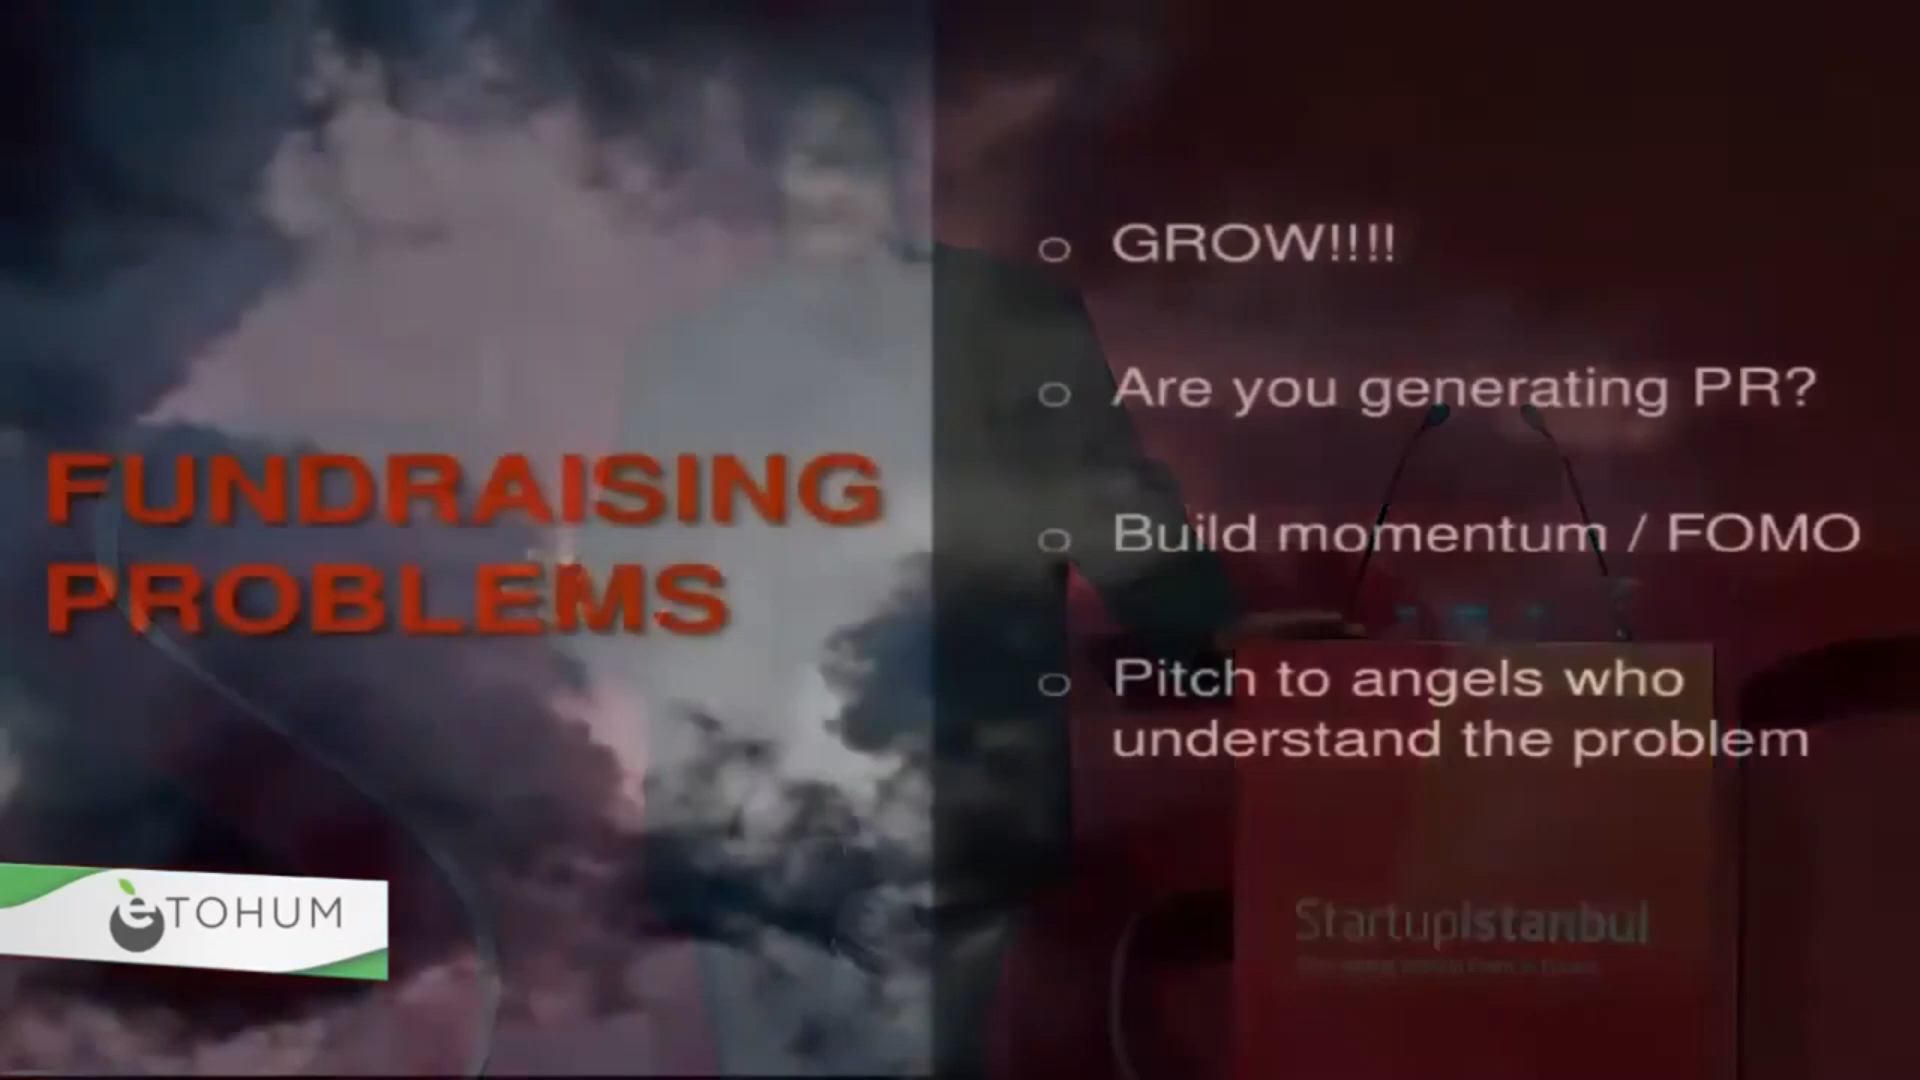 FUNDRAISING
PROBLEMS
GROW!!!!
Are you generating PR?
Build momentum / FOMO
Pitch to angels who
understand the problem
eTOHUM
StartupIstanbul